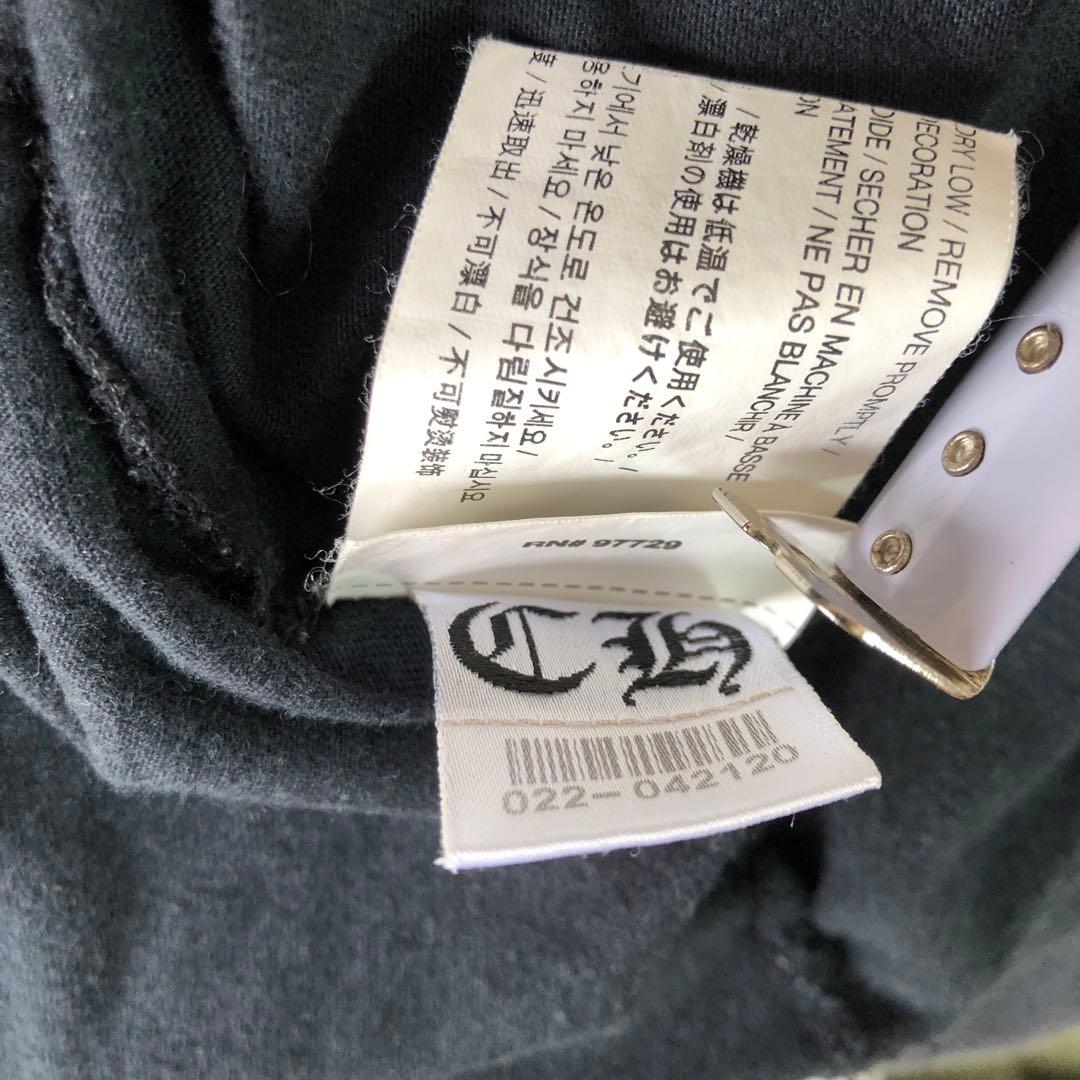 DRY LOW / REMOVE PROMPTLY /
DECORATION
OIDE / SECHER EN MACHINE A BASSE
ATEMENT / NE PAS BLANCHIR /
ON
/ 乾燥機は低温でご使用ください。/
/ 漂白剤の使用はお避けください。/
기에서 낮은 온도로 건조시키세요/
용하지 마세요/장식을 다림질하지마십시오
/ 迅速取出 / 不可漂白 / 不可熨燙裝飾
RN# 97729
022-042120